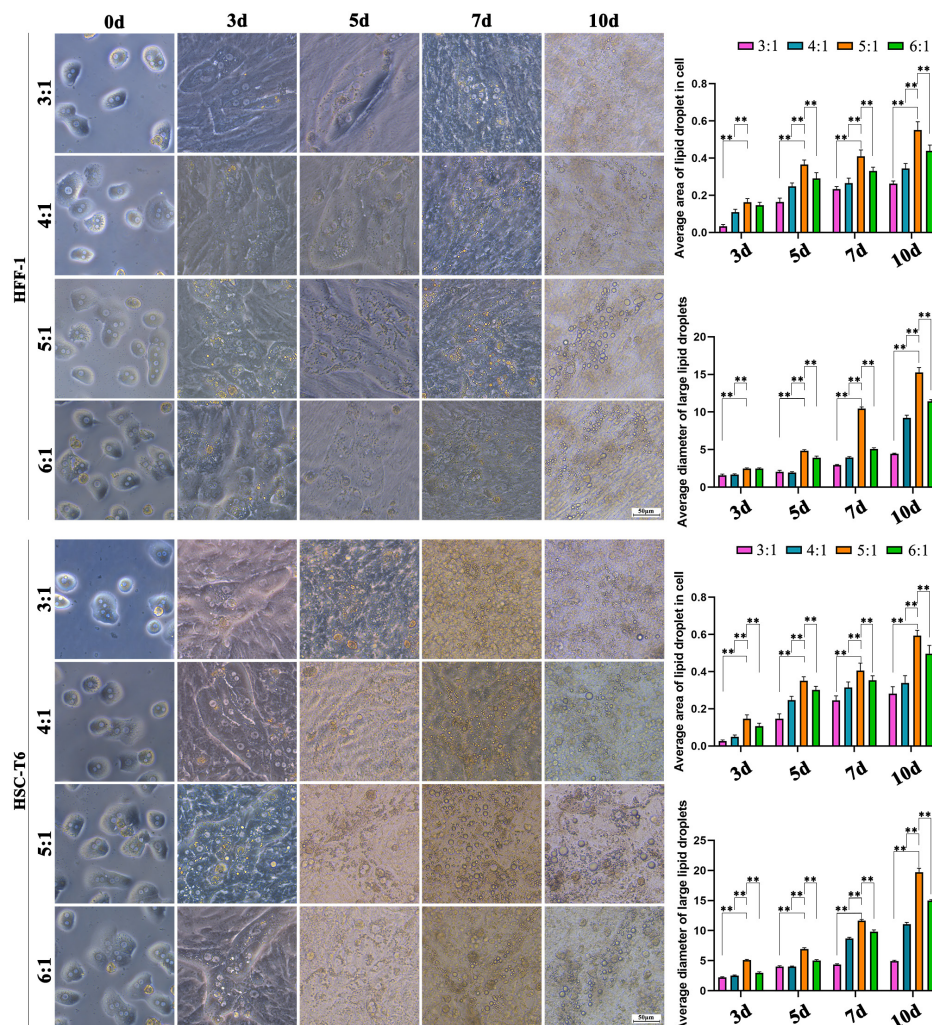 0d 3d 5d 7d 10d
HFF-1
3:1
4:1
5:1
6:1
50μm
3:1 4:1 5:1 6:1
Average area of lipid droplet in cell
0.8
0.6
0.4
0.2
0.0
** ** ** ** ** ** ** ** ** ** **
3d 5d 7d 10d
Average diameter of large lipid droplets
20
15
10
5
0
** ** ** ** ** ** ** ** ** ** **
3d 5d 7d 10d
HSC-T6
3:1
4:1
5:1
6:1
50μm
3:1 4:1 5:1 6:1
Average area of lipid droplet in cell
0.8
0.6
0.4
0.2
0.0
** ** ** ** ** ** ** ** ** ** ** **
3d 5d 7d 10d
Average diameter of large lipid droplets
25
20
15
10
5
0
** ** ** ** ** ** ** ** ** ** ** **
3d 5d 7d 10d